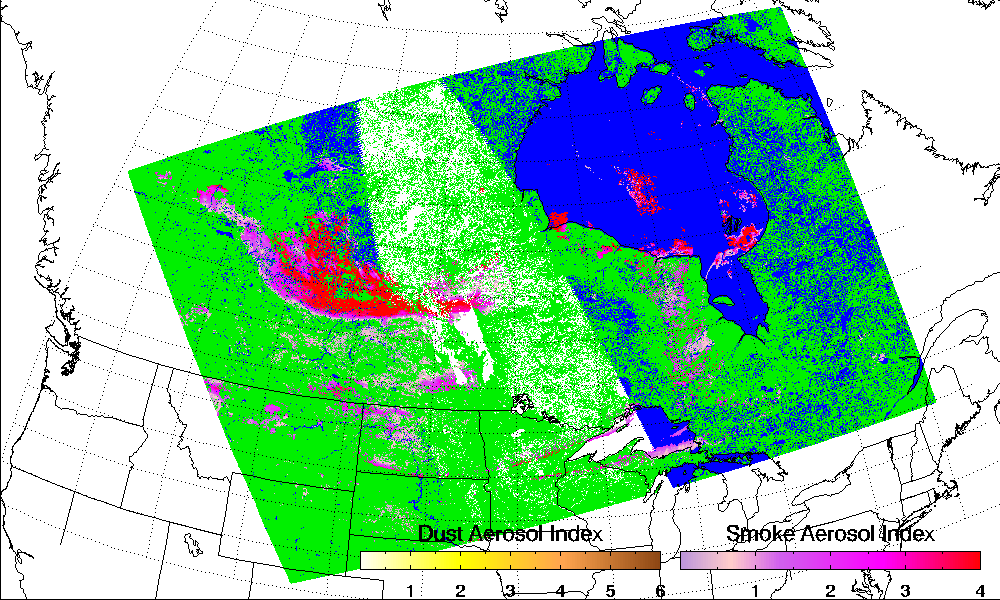 Dust Aerosol Index
Smoke Aerosol Index
1 2 3 4 5 6
1 2 3 4